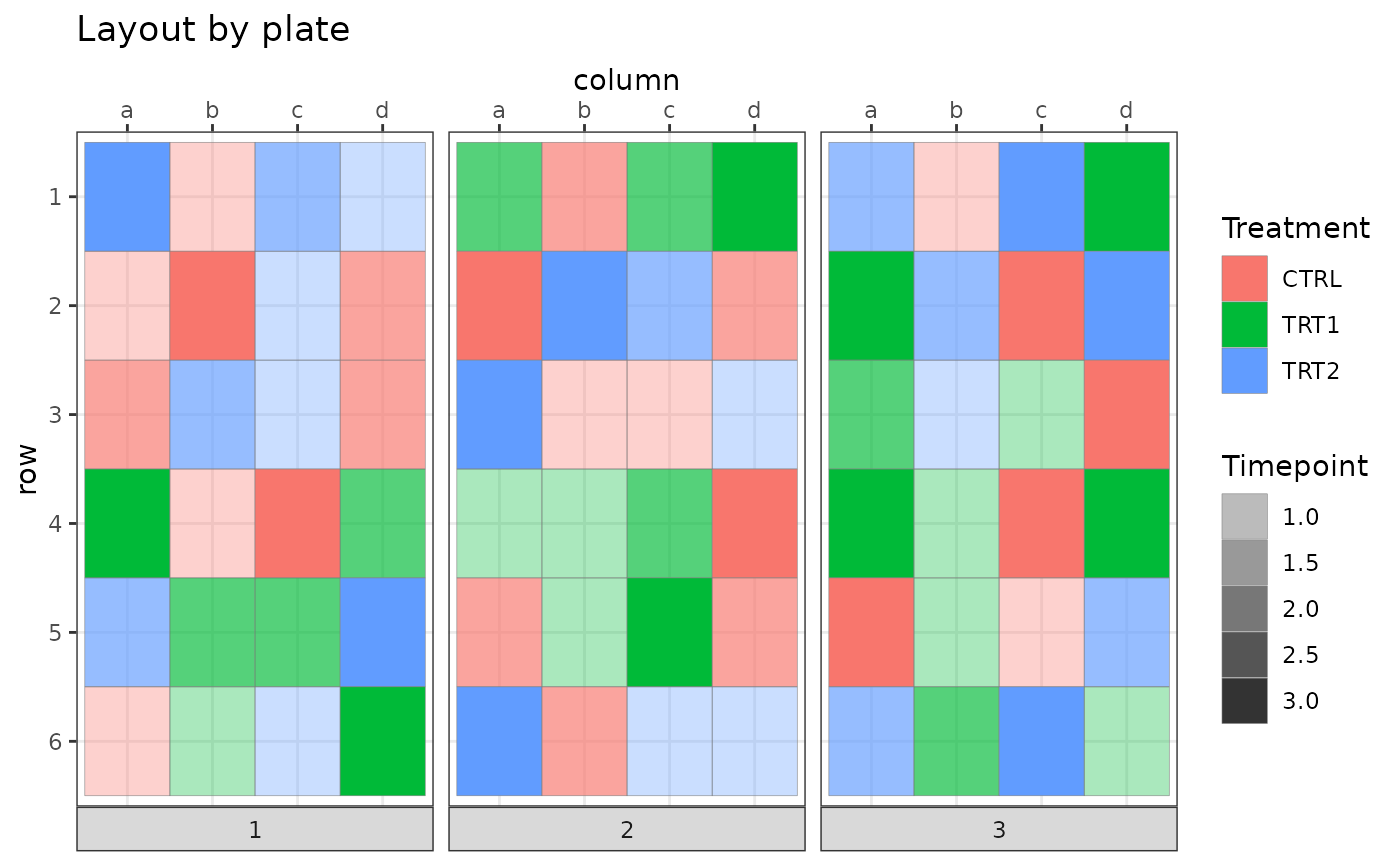 Layout by plate
column
a b c d a b c d a b c d
1
2
3
4
5
6
row
1 2 3
Treatment
CTRL
TRT1
TRT2
Timepoint
1.0
1.5
2.0
2.5
3.0